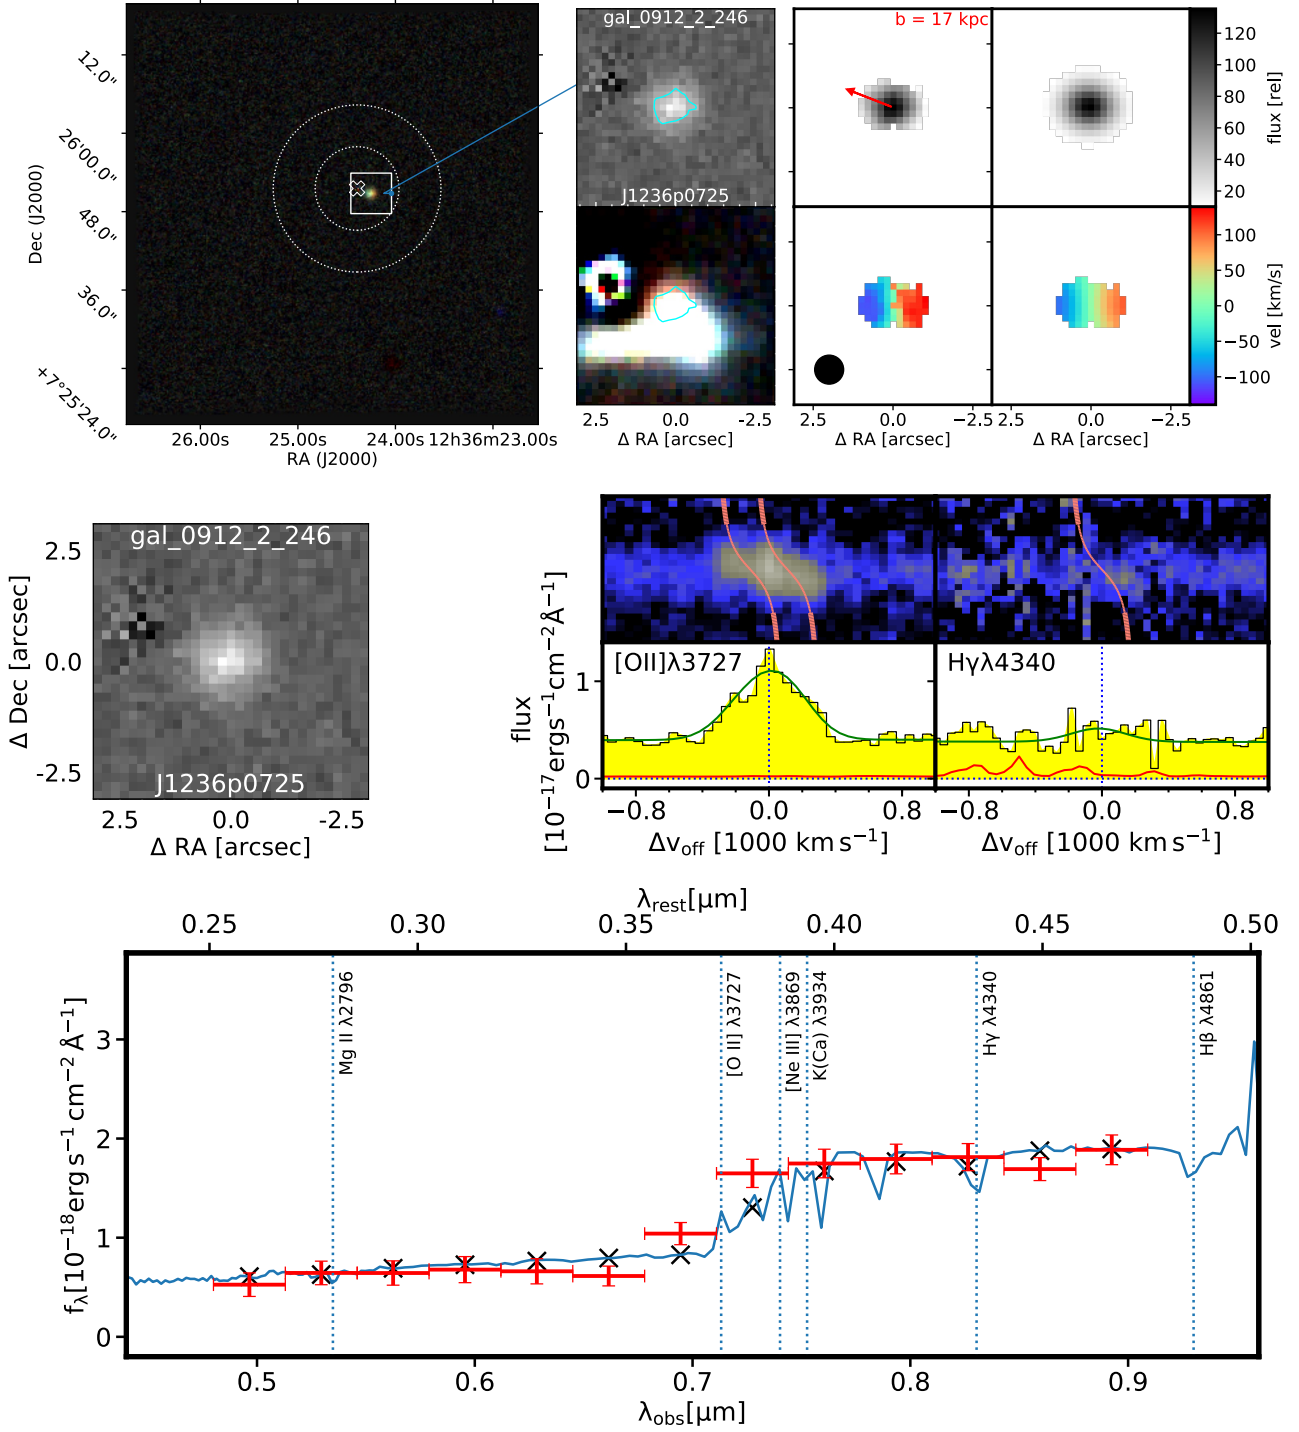 12.0"
26'00.0"
48.0"
36.0"
+7°25'24.0"
Dec (J2000)
26.00s 25.00s 24.00s 12h36m23.00s
RA (J2000)
gal_0912_2_246
J1236p0725
b = 17 kpc
120
100
80
60
40
20
flux [rel]
100
50
0
−50
−100
vel [km/s]
2.5 0.0 -2.5
Δ RA [arcsec]
2.5 0.0 -2.5
Δ RA [arcsec]
2.5 0.0 -2.5
Δ RA [arcsec]
gal_0912_2_246
J1236p0725
2.5
0.0
-2.5
Δ Dec [arcsec]
2.5 0.0 -2.5
Δ RA [arcsec]
[OII]λ3727
Hγλ4340
1
0
flux
[10⁻¹⁷ergs⁻¹cm⁻²Å⁻¹]
−0.8 0.0 0.8
Δv_off [1000 km s⁻¹]
−0.8 0.0 0.8
Δv_off [1000 km s⁻¹]
λ_rest[μm]
0.25 0.30 0.35 0.40 0.45 0.50
Mg II λ2796
[O II] λ3727
[Ne III] λ3869
K(Ca) λ3934
Hγ λ4340
Hβ λ4861
3
2
1
0
f_λ[10⁻¹⁸erg s⁻¹ cm⁻² Å⁻¹]
0.5 0.6 0.7 0.8 0.9
λ_obs[μm]